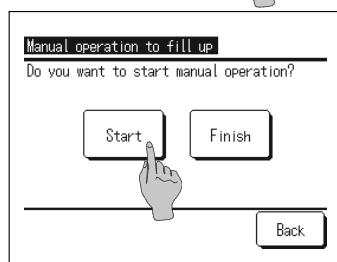 Manual operation to fill up
Do you want to start manual operation?
Start
Finish
Back